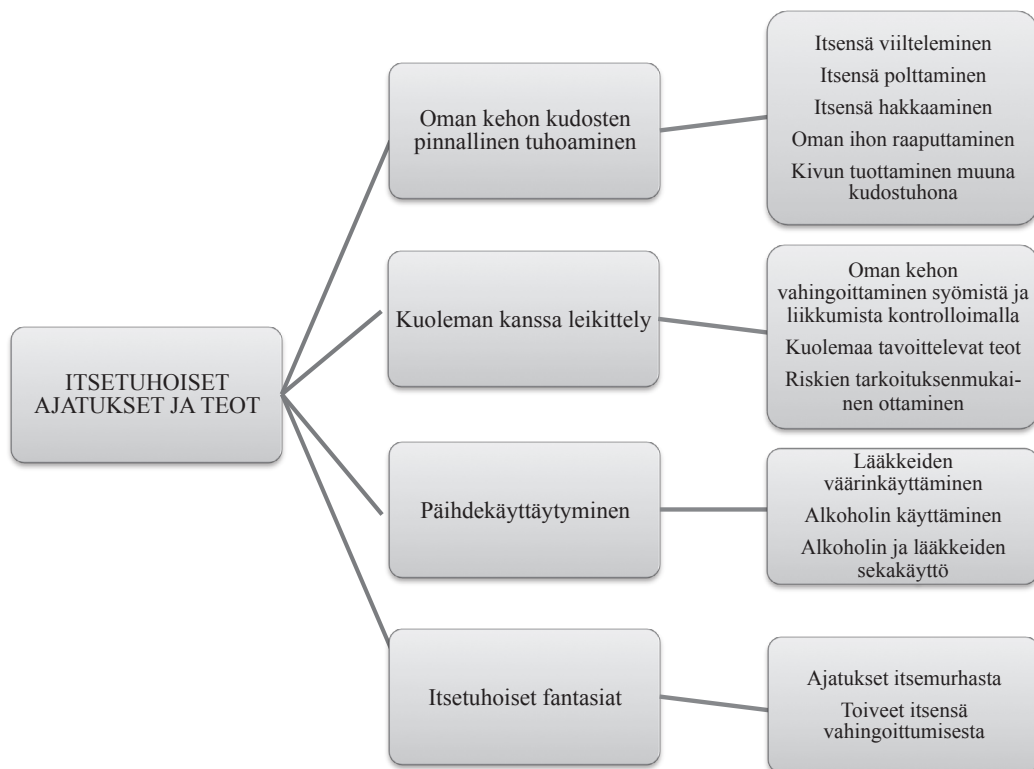 ITSETUHOISET
AJATUKSET JA TEOT
Oman kehon kudosten
pinnallinen tuhoaminen
Itsensä viilteleminen
Itsensä polttaminen
Itsensä hakkaaminen
Oman ihon raaputtaminen
Kivun tuottaminen muuna
kudostuhona
Kuoleman kanssa leikittely
Oman kehon
vahingoittaminen syömistä ja
liikkumista kontrolloimalla
Kuolemaa tavoittelevat teot
Riskien tarkoituksenmukai-
nen ottaminen
Päihdekäyttäytyminen
Lääkkeiden
väärinkäyttäminen
Alkoholin käyttäminen
Alkoholin ja lääkkeiden
sekakäyttö
Itsetuhoiset fantasiat
Ajatukset itsemurhasta
Toiveet itsensä
vahingoittumisesta